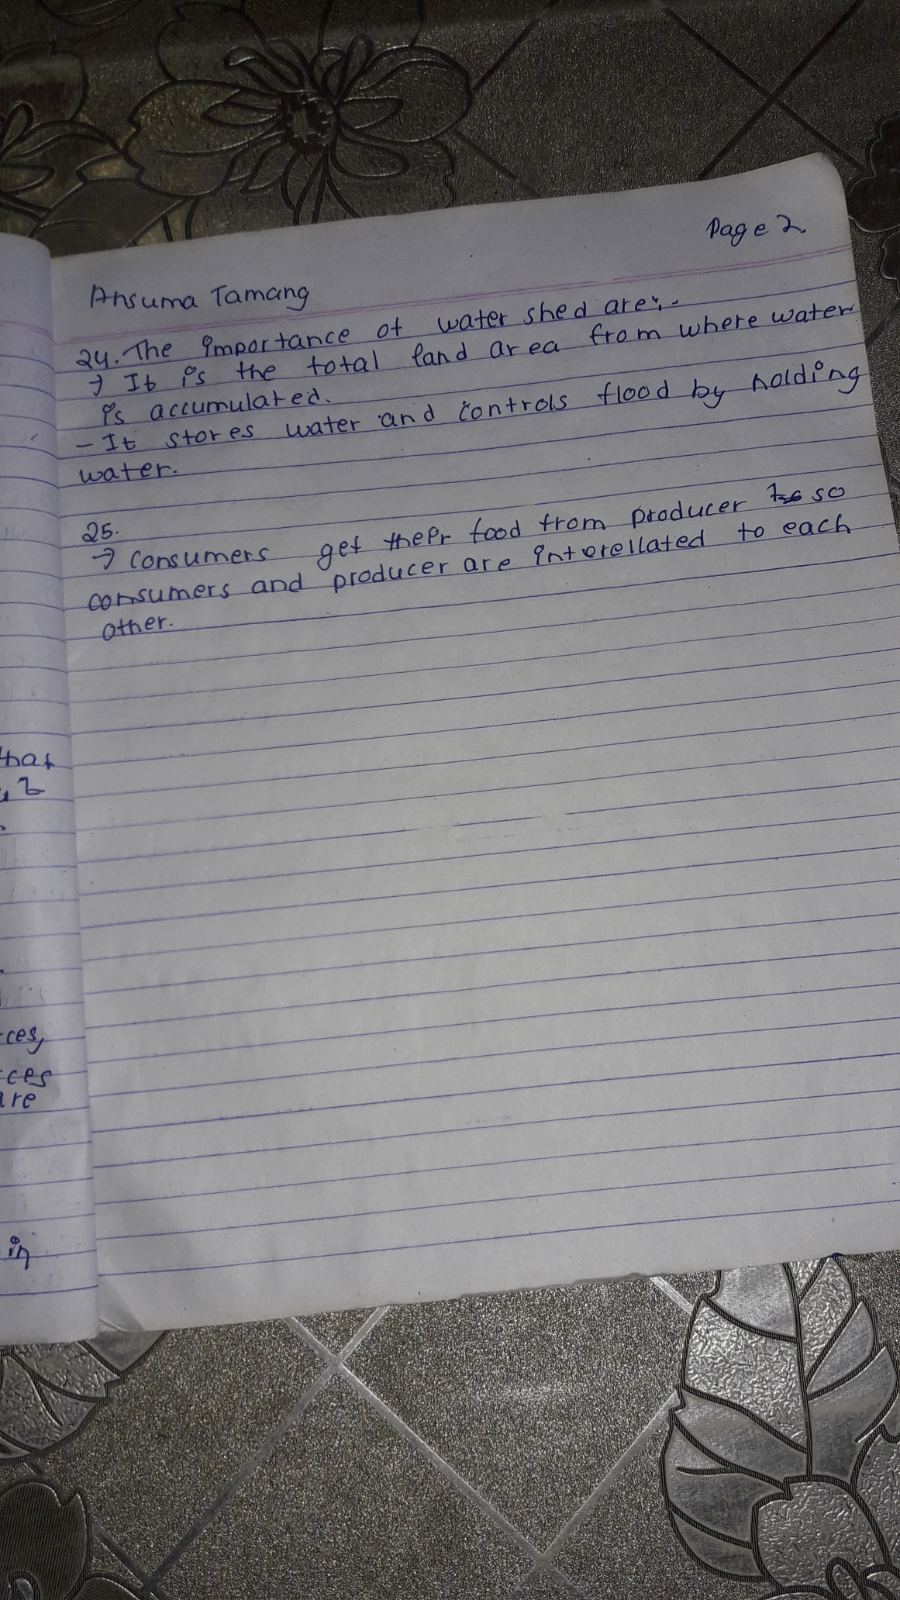 Page 2
Ansuma Tamang
24. The importance of water shed are:-
→ It is the total land area from where water
is accumulated.
- It stores water and controls flood by holding
water.
25.
→ consumers get their food from producer so
consumers and producer are interellated to each
other.
that
2
ces,
ces
are
in